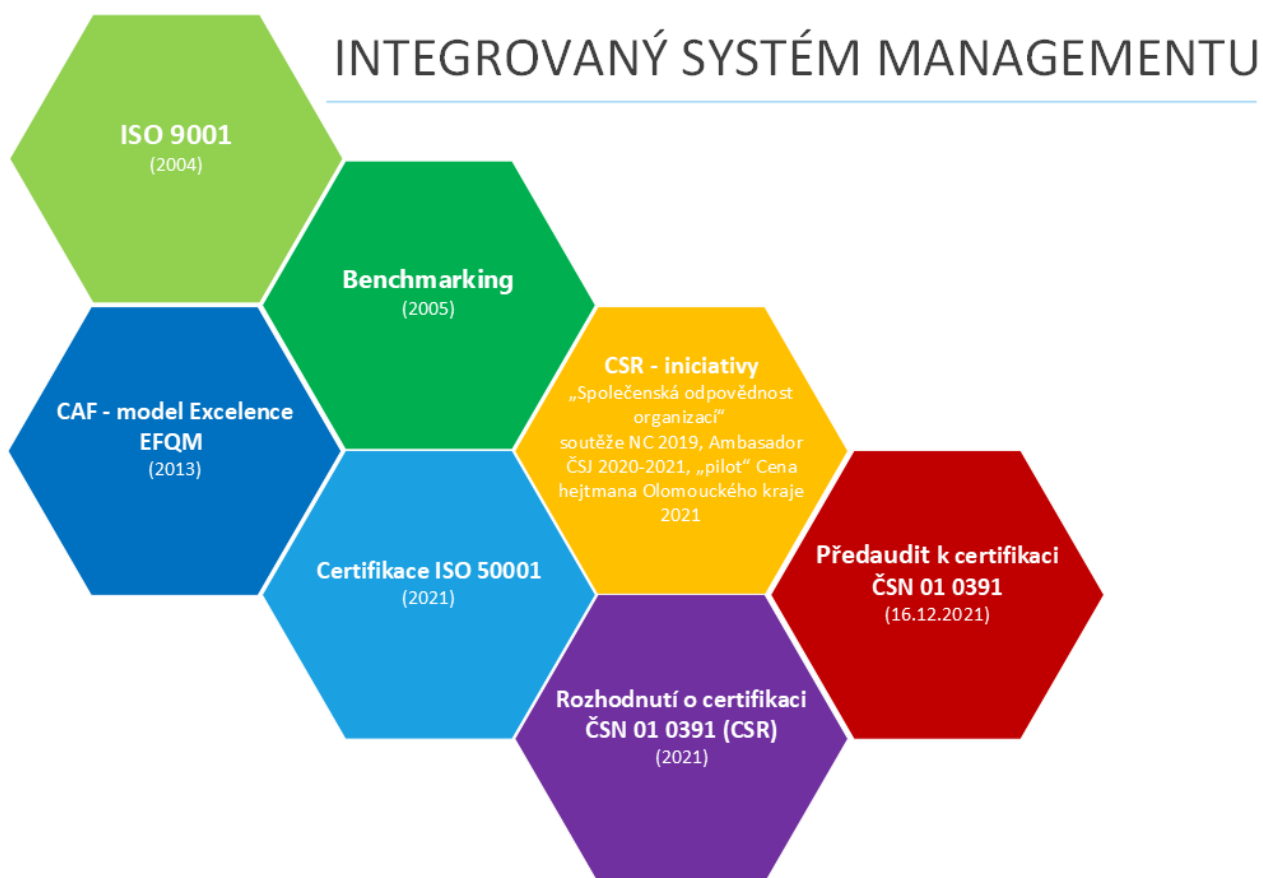 INTEGROVANÝ SYSTÉM MANAGEMENTU
ISO 9001
(2004)
Benchmarking
(2005)
CAF - model Excelence
EFQM
(2013)
CSR - iniciativy
„Společenská odpovědnost
organizací“
soutěže NC 2019, Ambasador
ČSJ 2020-2021, „pilot“ Cena
hejtmana Olomouckého kraje
2021
Certifikace ISO 50001
(2021)
Předaudit k certifikaci
ČSN 01 0391
(16.12.2021)
Rozhodnutí o certifikaci
ČSN 01 0391 (CSR)
(2021)